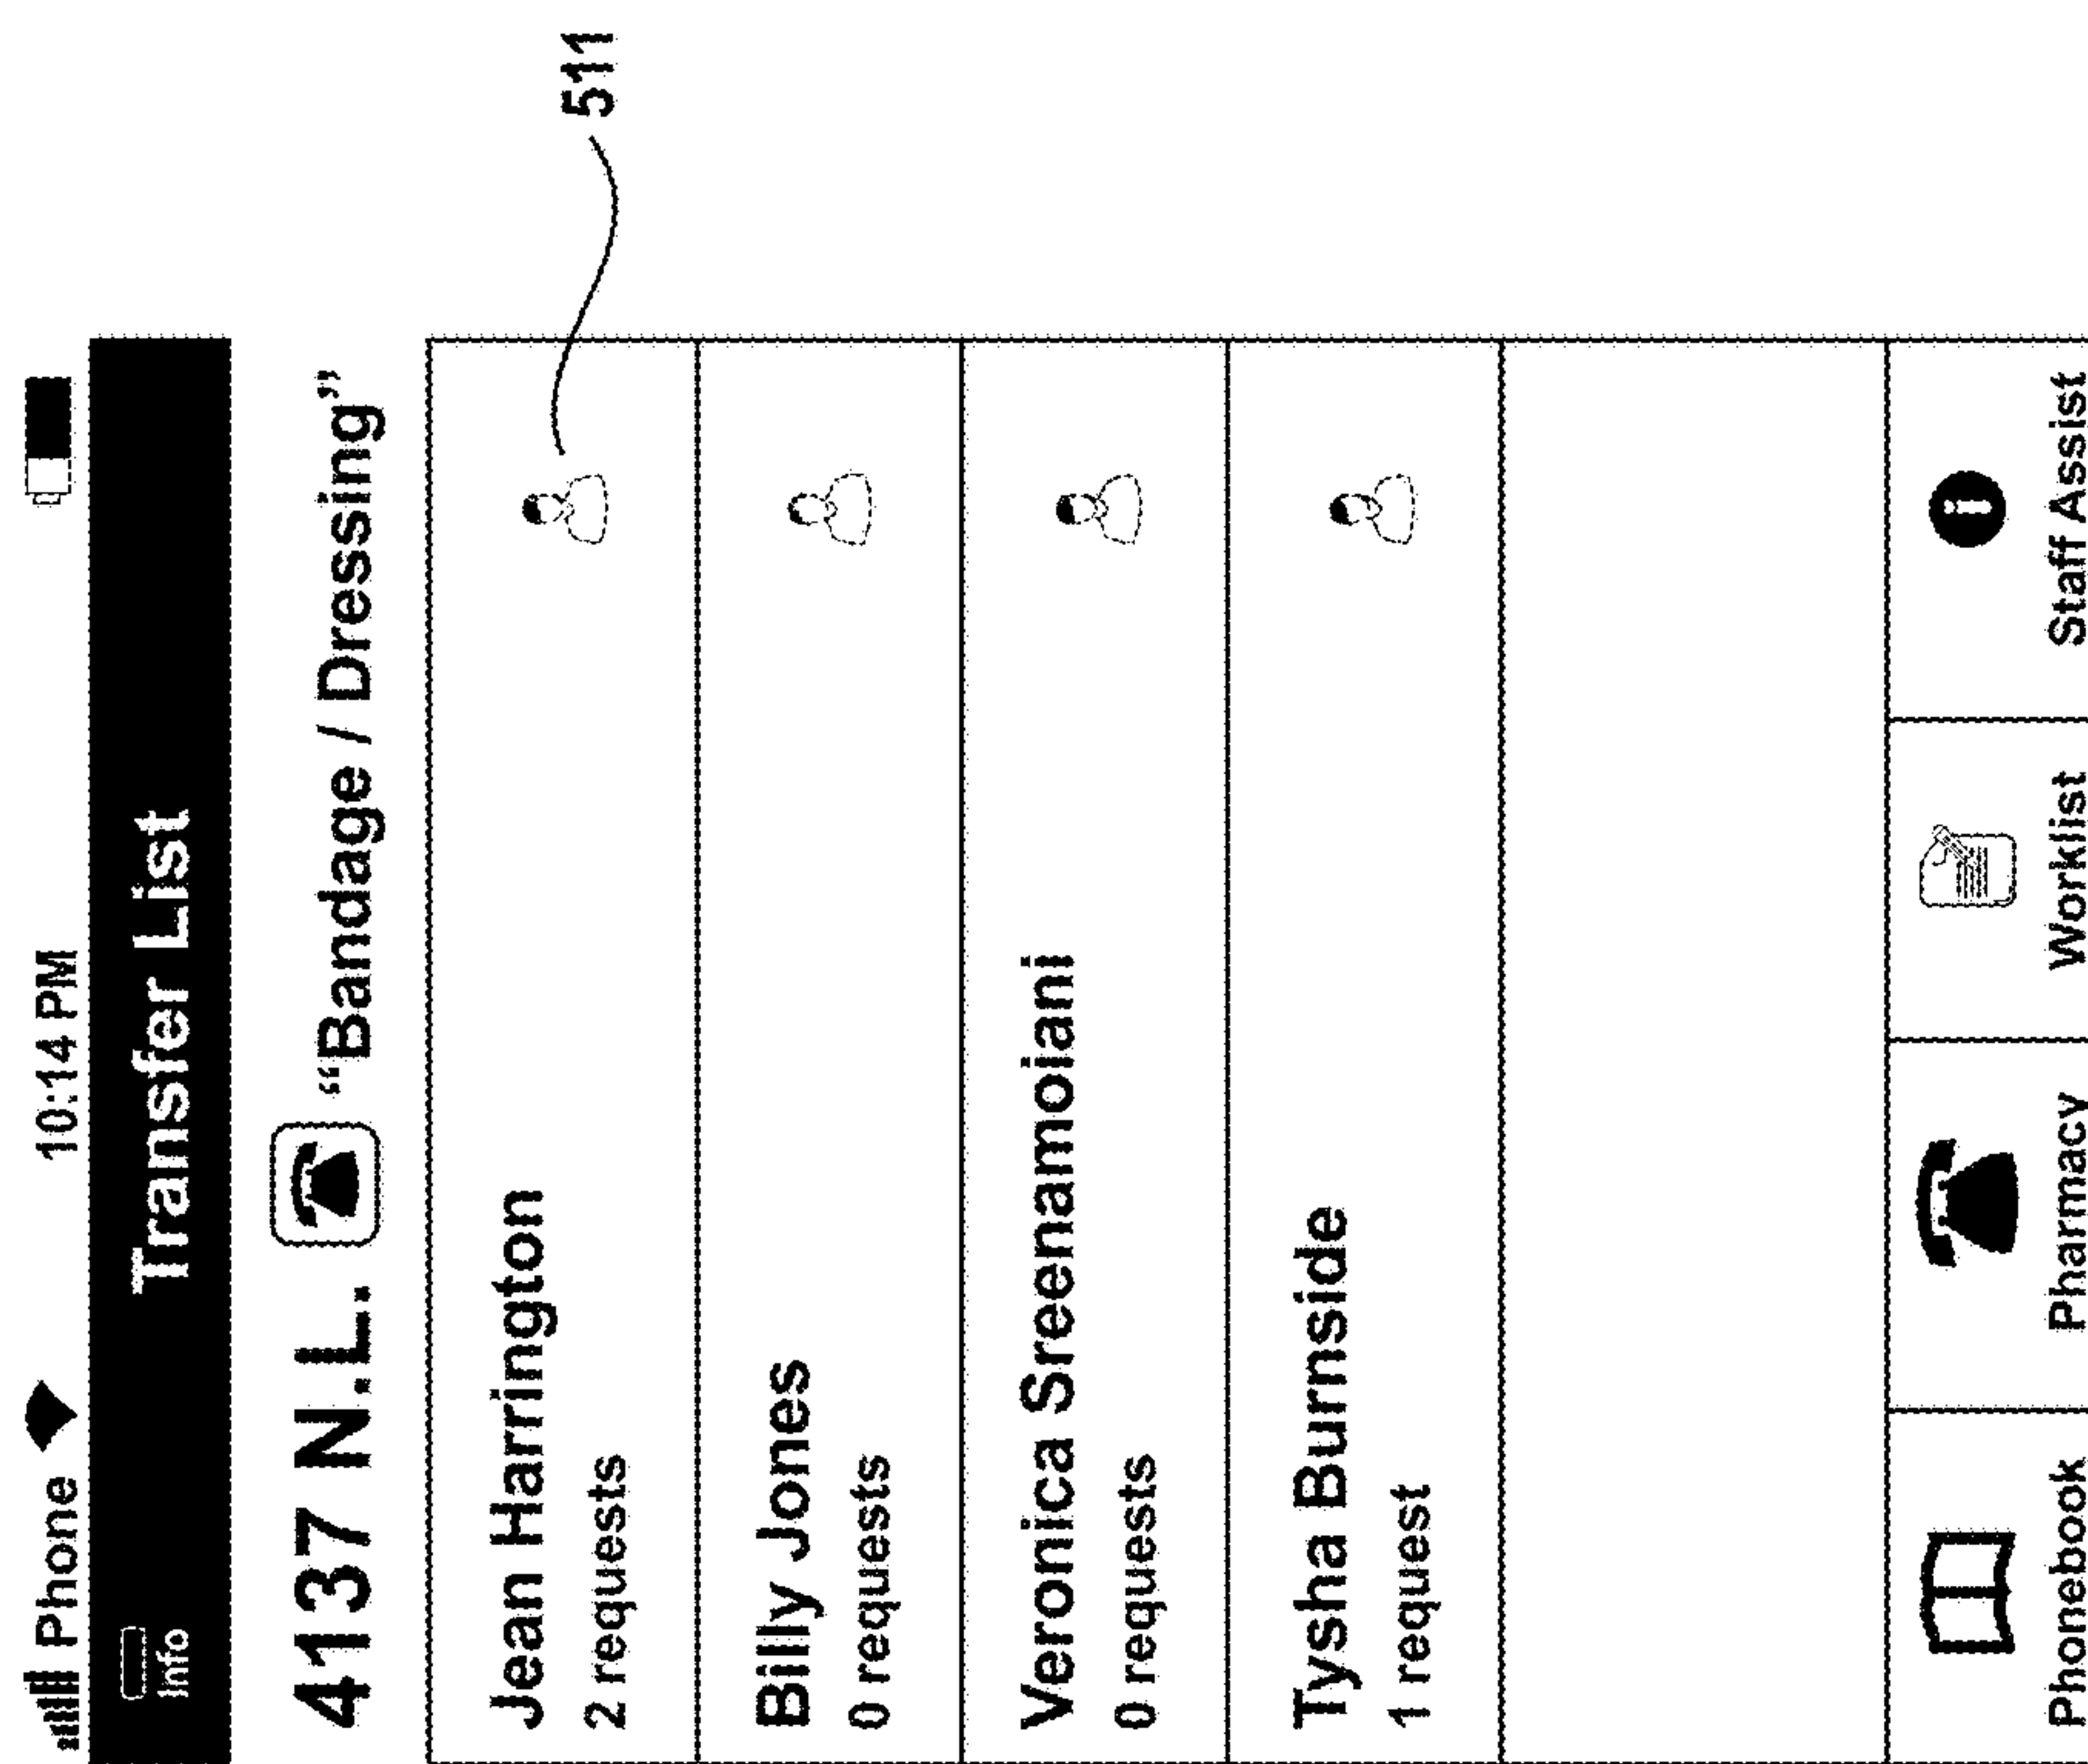 Phone 10:14 PM
Info Transfer List
4137 N.L. “Bandage / Dressing”
Jean Harrington
2 requests
511
Billy Jones
0 requests
Veronica Sreenamoiani
0 requests
Tysha Burnside
1 request
Phonebook Pharmacy Worklist Staff Assist